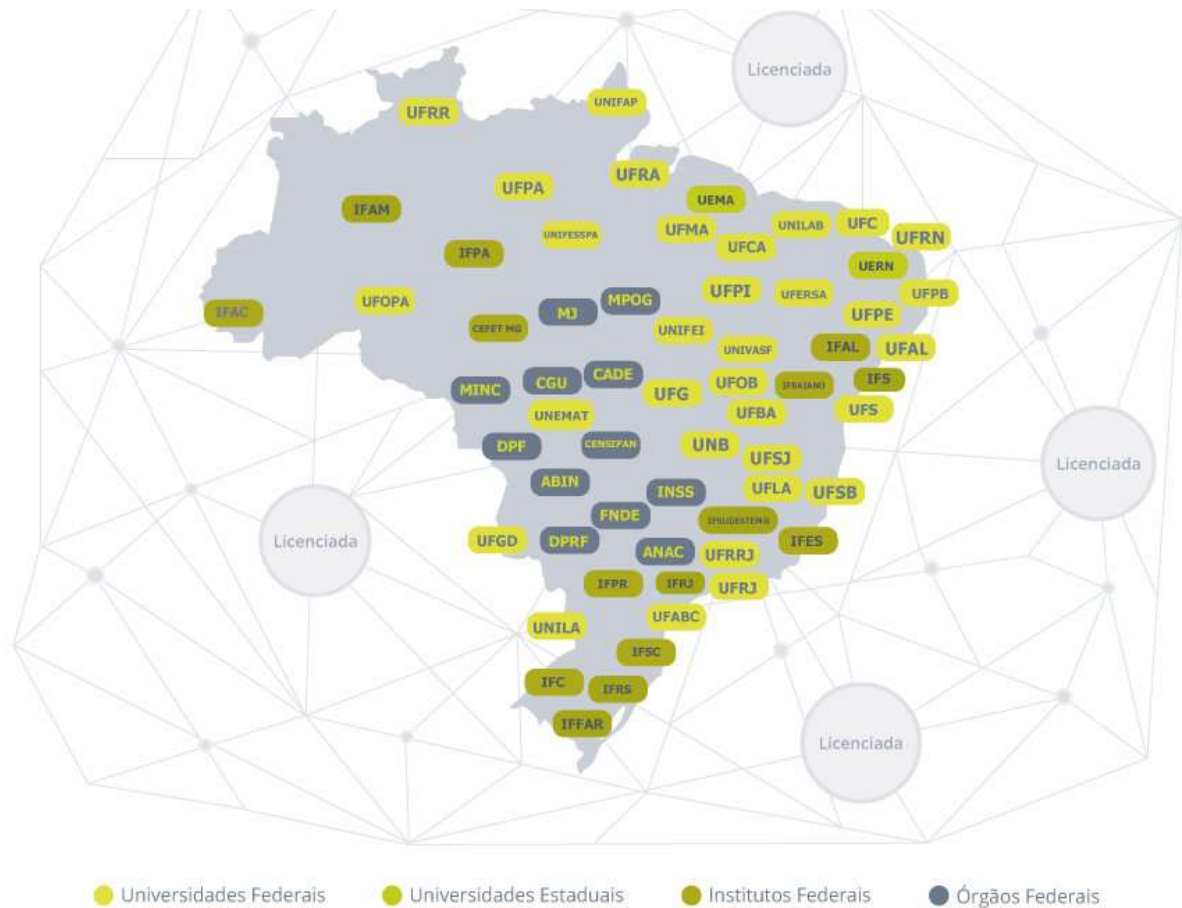 Licenciada
UNIFAP
UFRR
UFRA
UFPA
UEMA
IFAM
UFMA
UNILAB
UFC
UNIFESSPA
UFCA
UFRN
IFPA
UERN
UFPI
UFERSA
UFPB
UFOPA
MPOG
IFAC
MJ
UFPE
CEFET MG
UNIFEI
UNIVASF
IFAL
UFAL
MINC
CGU
CADE
UFG
UFOB
IFBAIANO
IFS
UNEMAT
UFBA
UFS
DPF
CENSIPAN
UNB
UFSJ
Licenciada
ABIN
INSS
UFLA
UFSB
FNDE
IFSUDESTEMG
Licenciada
UFGD
DPRF
ANAC
UFRRJ
IFES
IFPR
IFRJ
UFRJ
UNILA
UFABC
IFSC
IFC
IFRS
IFFAR
Licenciada
Universidades Federais
Universidades Estaduais
Institutos Federais
Órgãos Federais